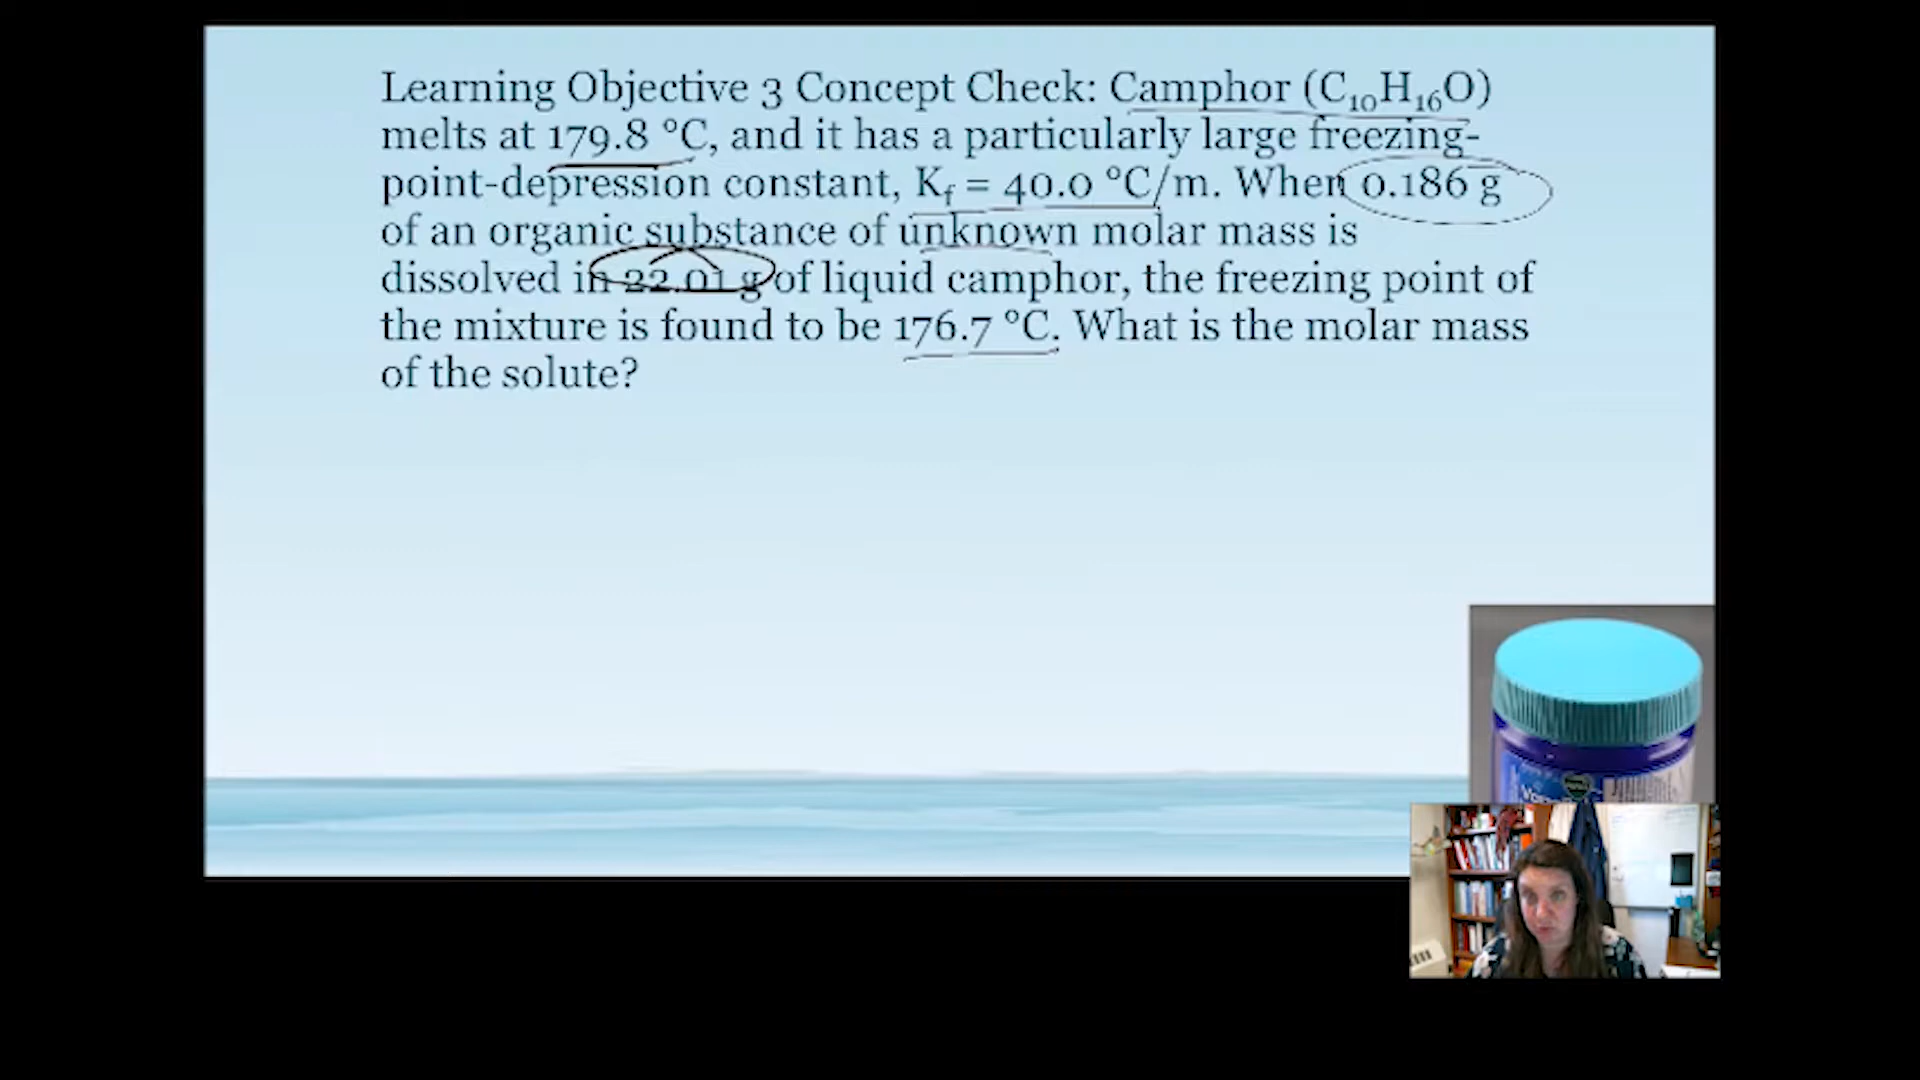 Learning Objective 3 Concept Check: Camphor (C₁₀H₁₆O)
melts at 179.8 °C, and it has a particularly large freezing-
point-depression constant, K_f = 40.0 °C/m. When 0.186 g
of an organic substance of unknown molar mass is
dissolved in 22.01 g of liquid camphor, the freezing point of
the mixture is found to be 176.7 °C. What is the molar mass
of the solute?